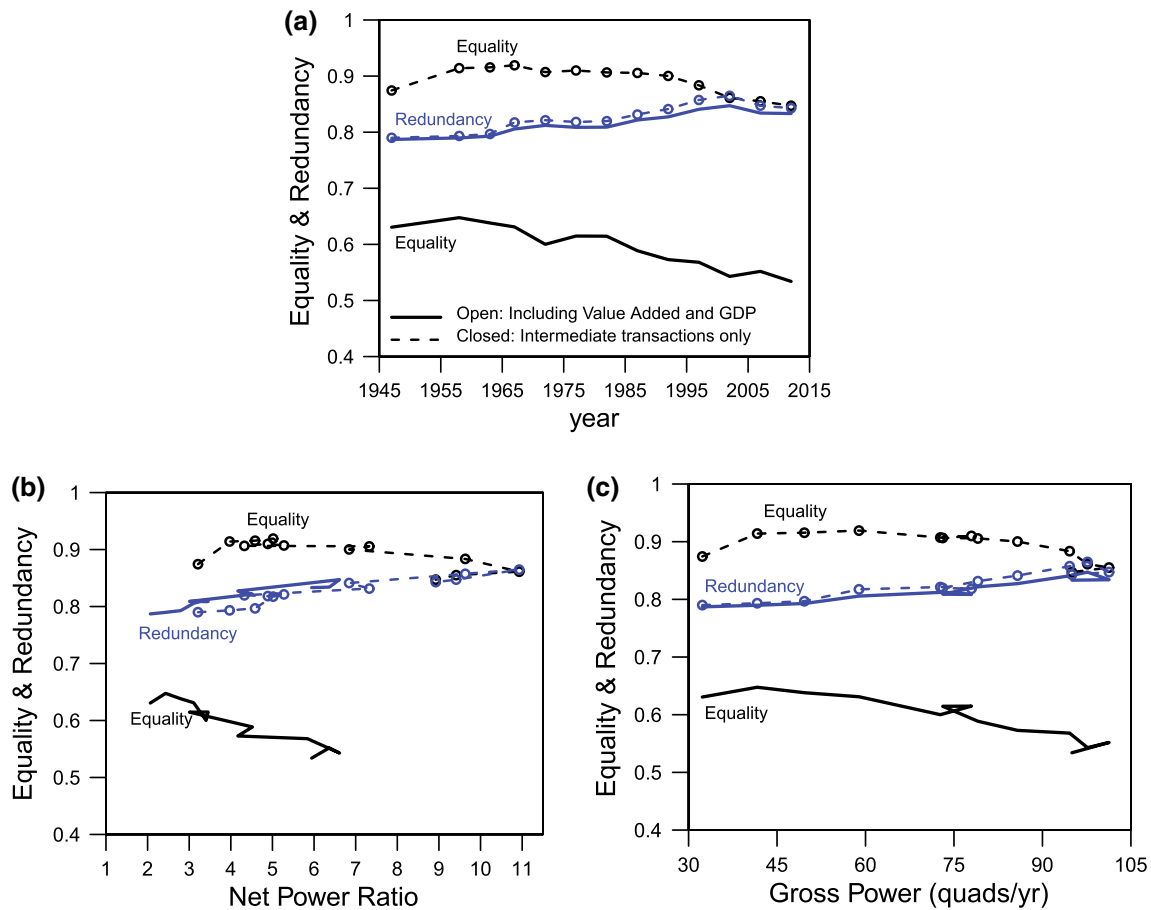 (a)
Equality & Redundancy
1
0.9
0.8
0.7
0.6
0.5
0.4
Equality
Redundancy
Equality
Open: Including Value Added and GDP
Closed: Intermediate transactions only
1945 1955 1965 1975 1985 1995 2005 2015
year
(b)
Equality & Redundancy
1
0.9
0.8
0.7
0.6
0.5
0.4
Equality
Redundancy
Equality
1 2 3 4 5 6 7 8 9 10 11
Net Power Ratio
(c)
Equality & Redundancy
1
0.9
0.8
0.7
0.6
0.5
0.4
Equality
Redundancy
Equality
30 45 60 75 90 105
Gross Power (quads/yr)